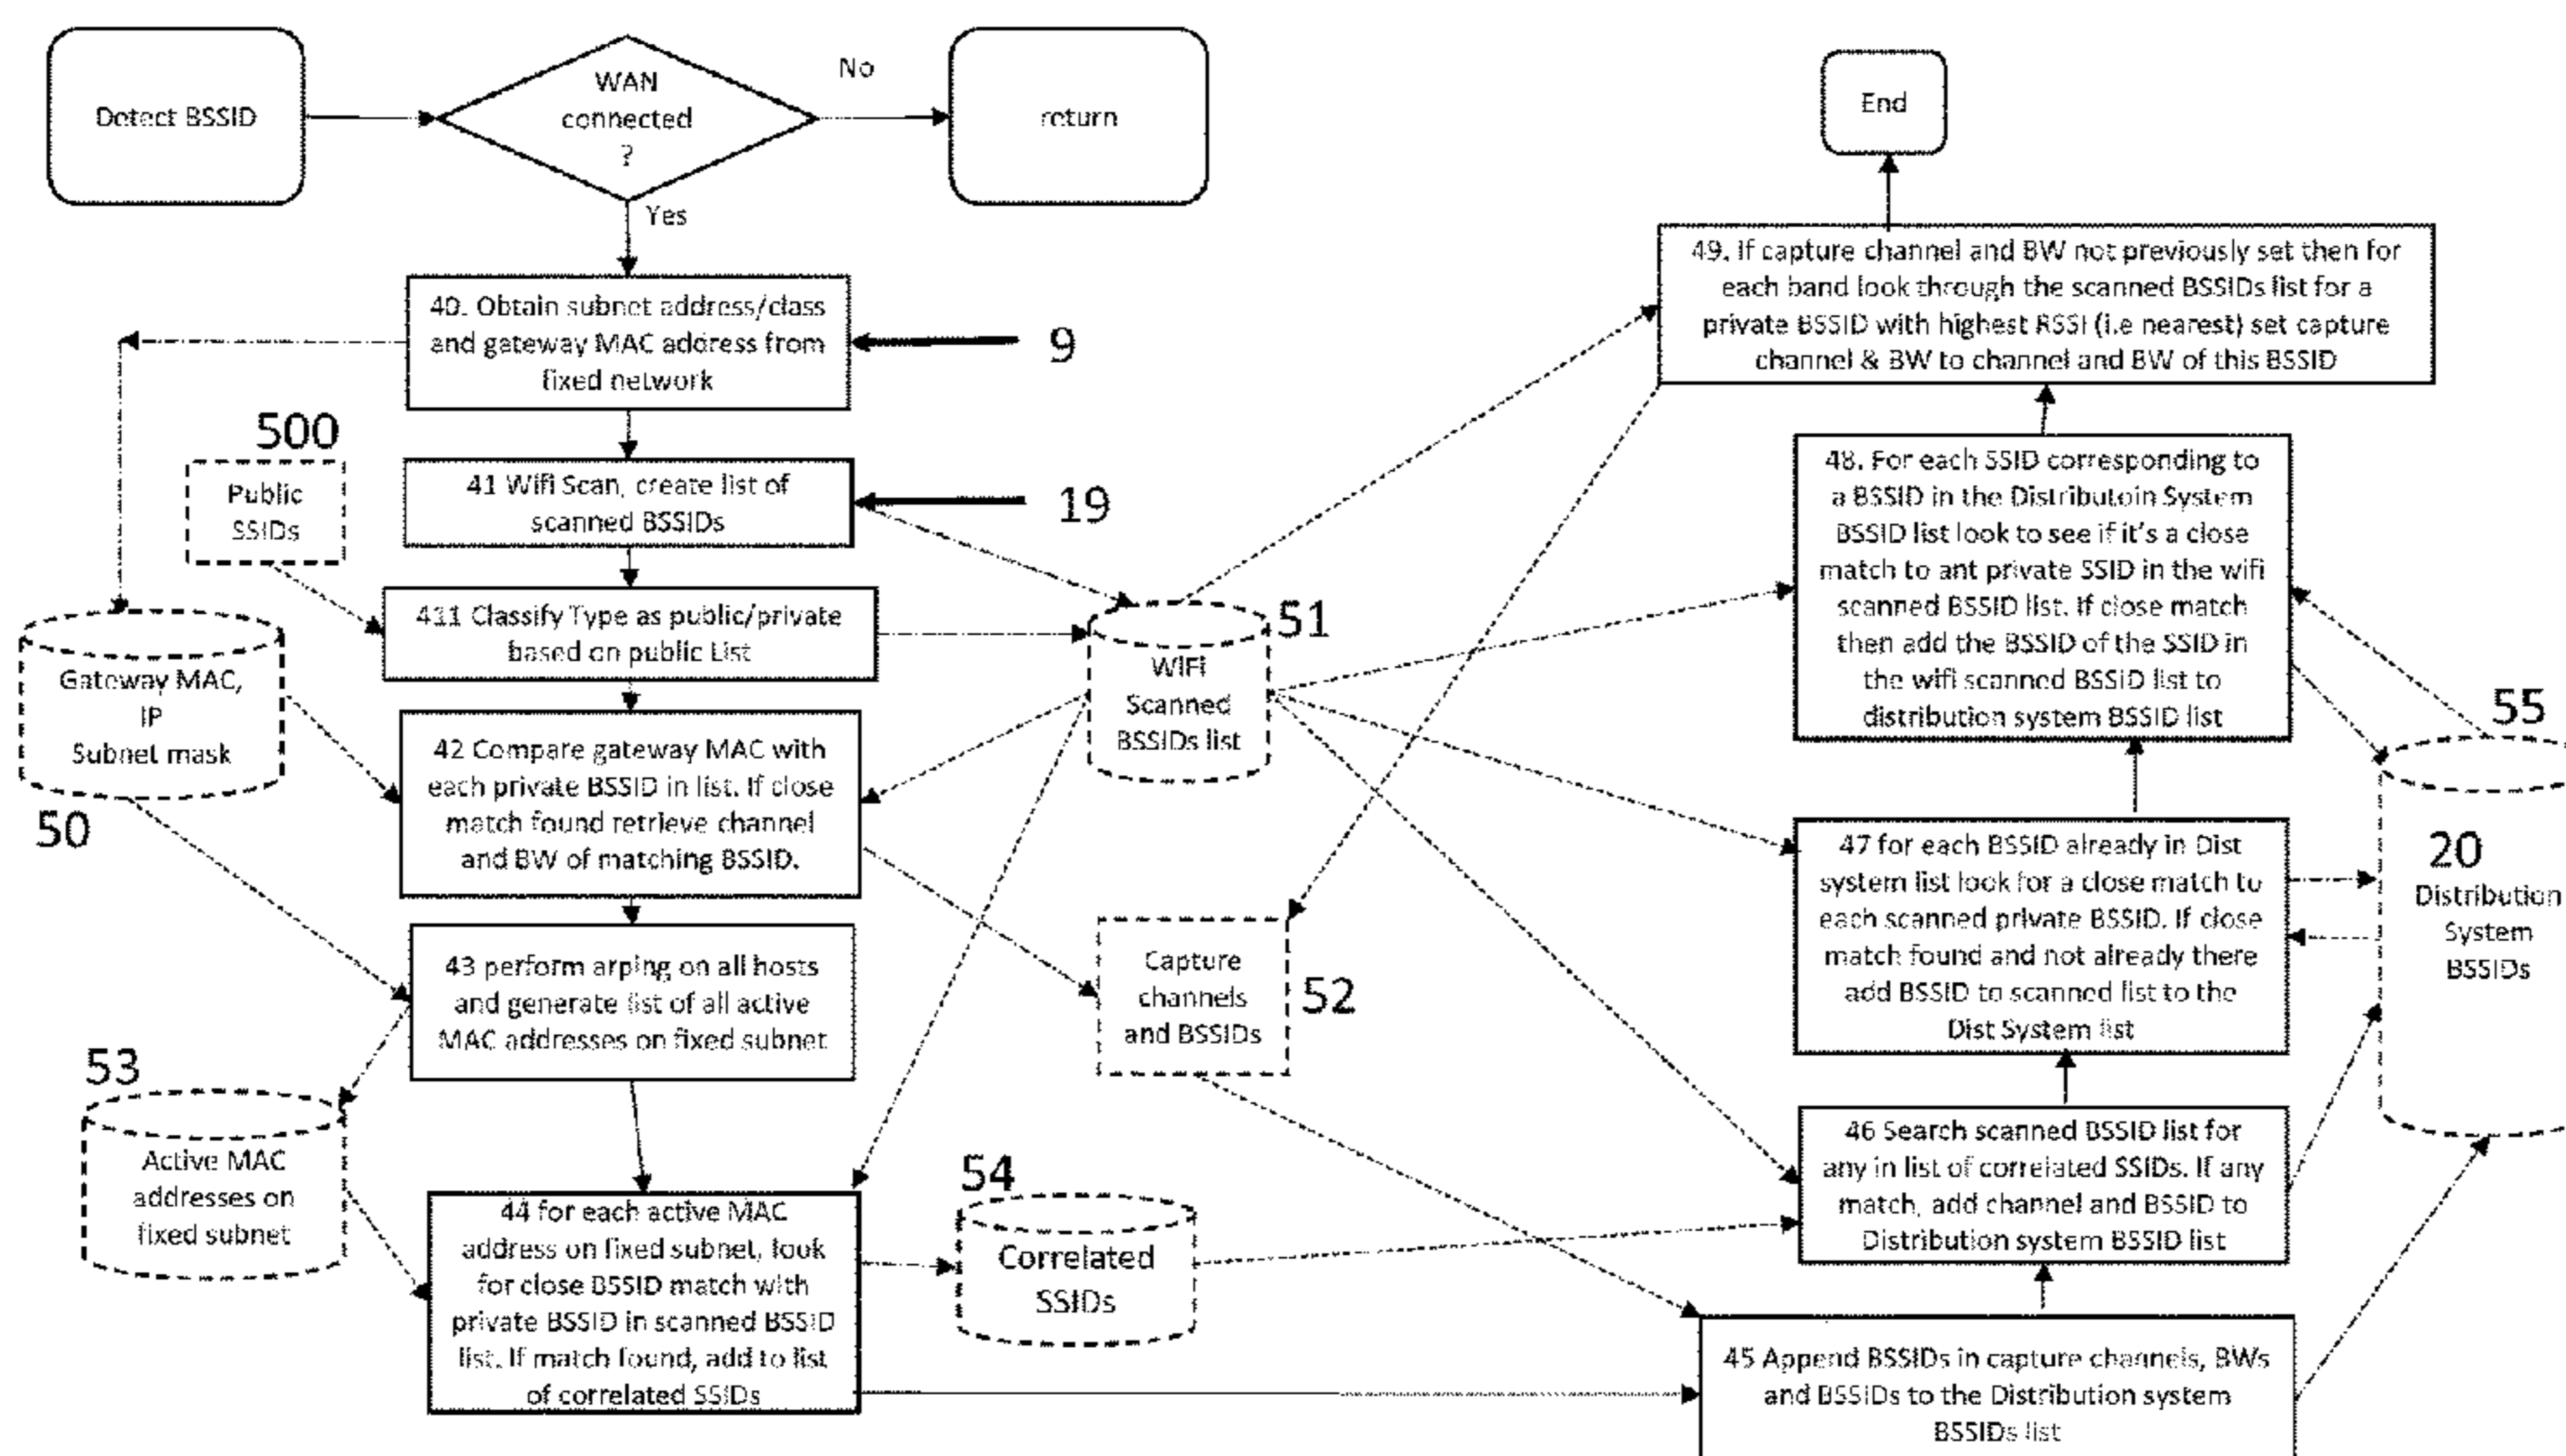 Detect BSSID
WAN
connected
?
No
return
Yes
End
40. Obtain subnet address/class
and gateway MAC address from
fixed network
9
500
Public
SSIDs
41 Wifi Scan, create list of
scanned BSSIDs
19
411 Classify Type as public/private
based on public List
Gateway MAC,
IP
Subnet mask
50
51
WiFi
Scanned
BSSIDs list
42 Compare gateway MAC with
each private BSSID in list. If close
match found retrieve channel
and BW of matching BSSID.
43 perform arping on all hosts
and generate list of all active
MAC addresses on fixed subnet
Capture
channels
and BSSIDs
52
53
Active MAC
addresses on
fixed subnet
44 for each active MAC
address on fixed subnet, look
for close BSSID match with
private BSSID in scanned BSSID
list. If match found, add to list
of correlated SSIDs
54
Correlated
SSIDs
49. If capture channel and BW not previously set then for
each band look through the scanned BSSIDs list for a
private BSSID with highest RSSI (i.e nearest) set capture
channel & BW to channel and BW of this BSSID
48. For each SSID corresponding to
a BSSID in the Distributoin System
BSSID list look to see if it's a close
match to ant private SSID in the wifi
scanned BSSID list. If close match
then add the BSSID of the SSID in
the wifi scanned BSSID list to
distribution system BSSID list
55
20
Distribution
System
BSSIDs
47 for each BSSID already in Dist
system list look for a close match to
each scanned private BSSID. If close
match found and not already there
add BSSID to scanned list to the
Dist System list
46 Search scanned BSSID list for
any in list of correlated SSIDs. If any
match, add channel and BSSID to
Distribution system BSSID list
45 Append BSSIDs in capture channels, BWs
and BSSIDs to the Distribution system
BSSIDs list